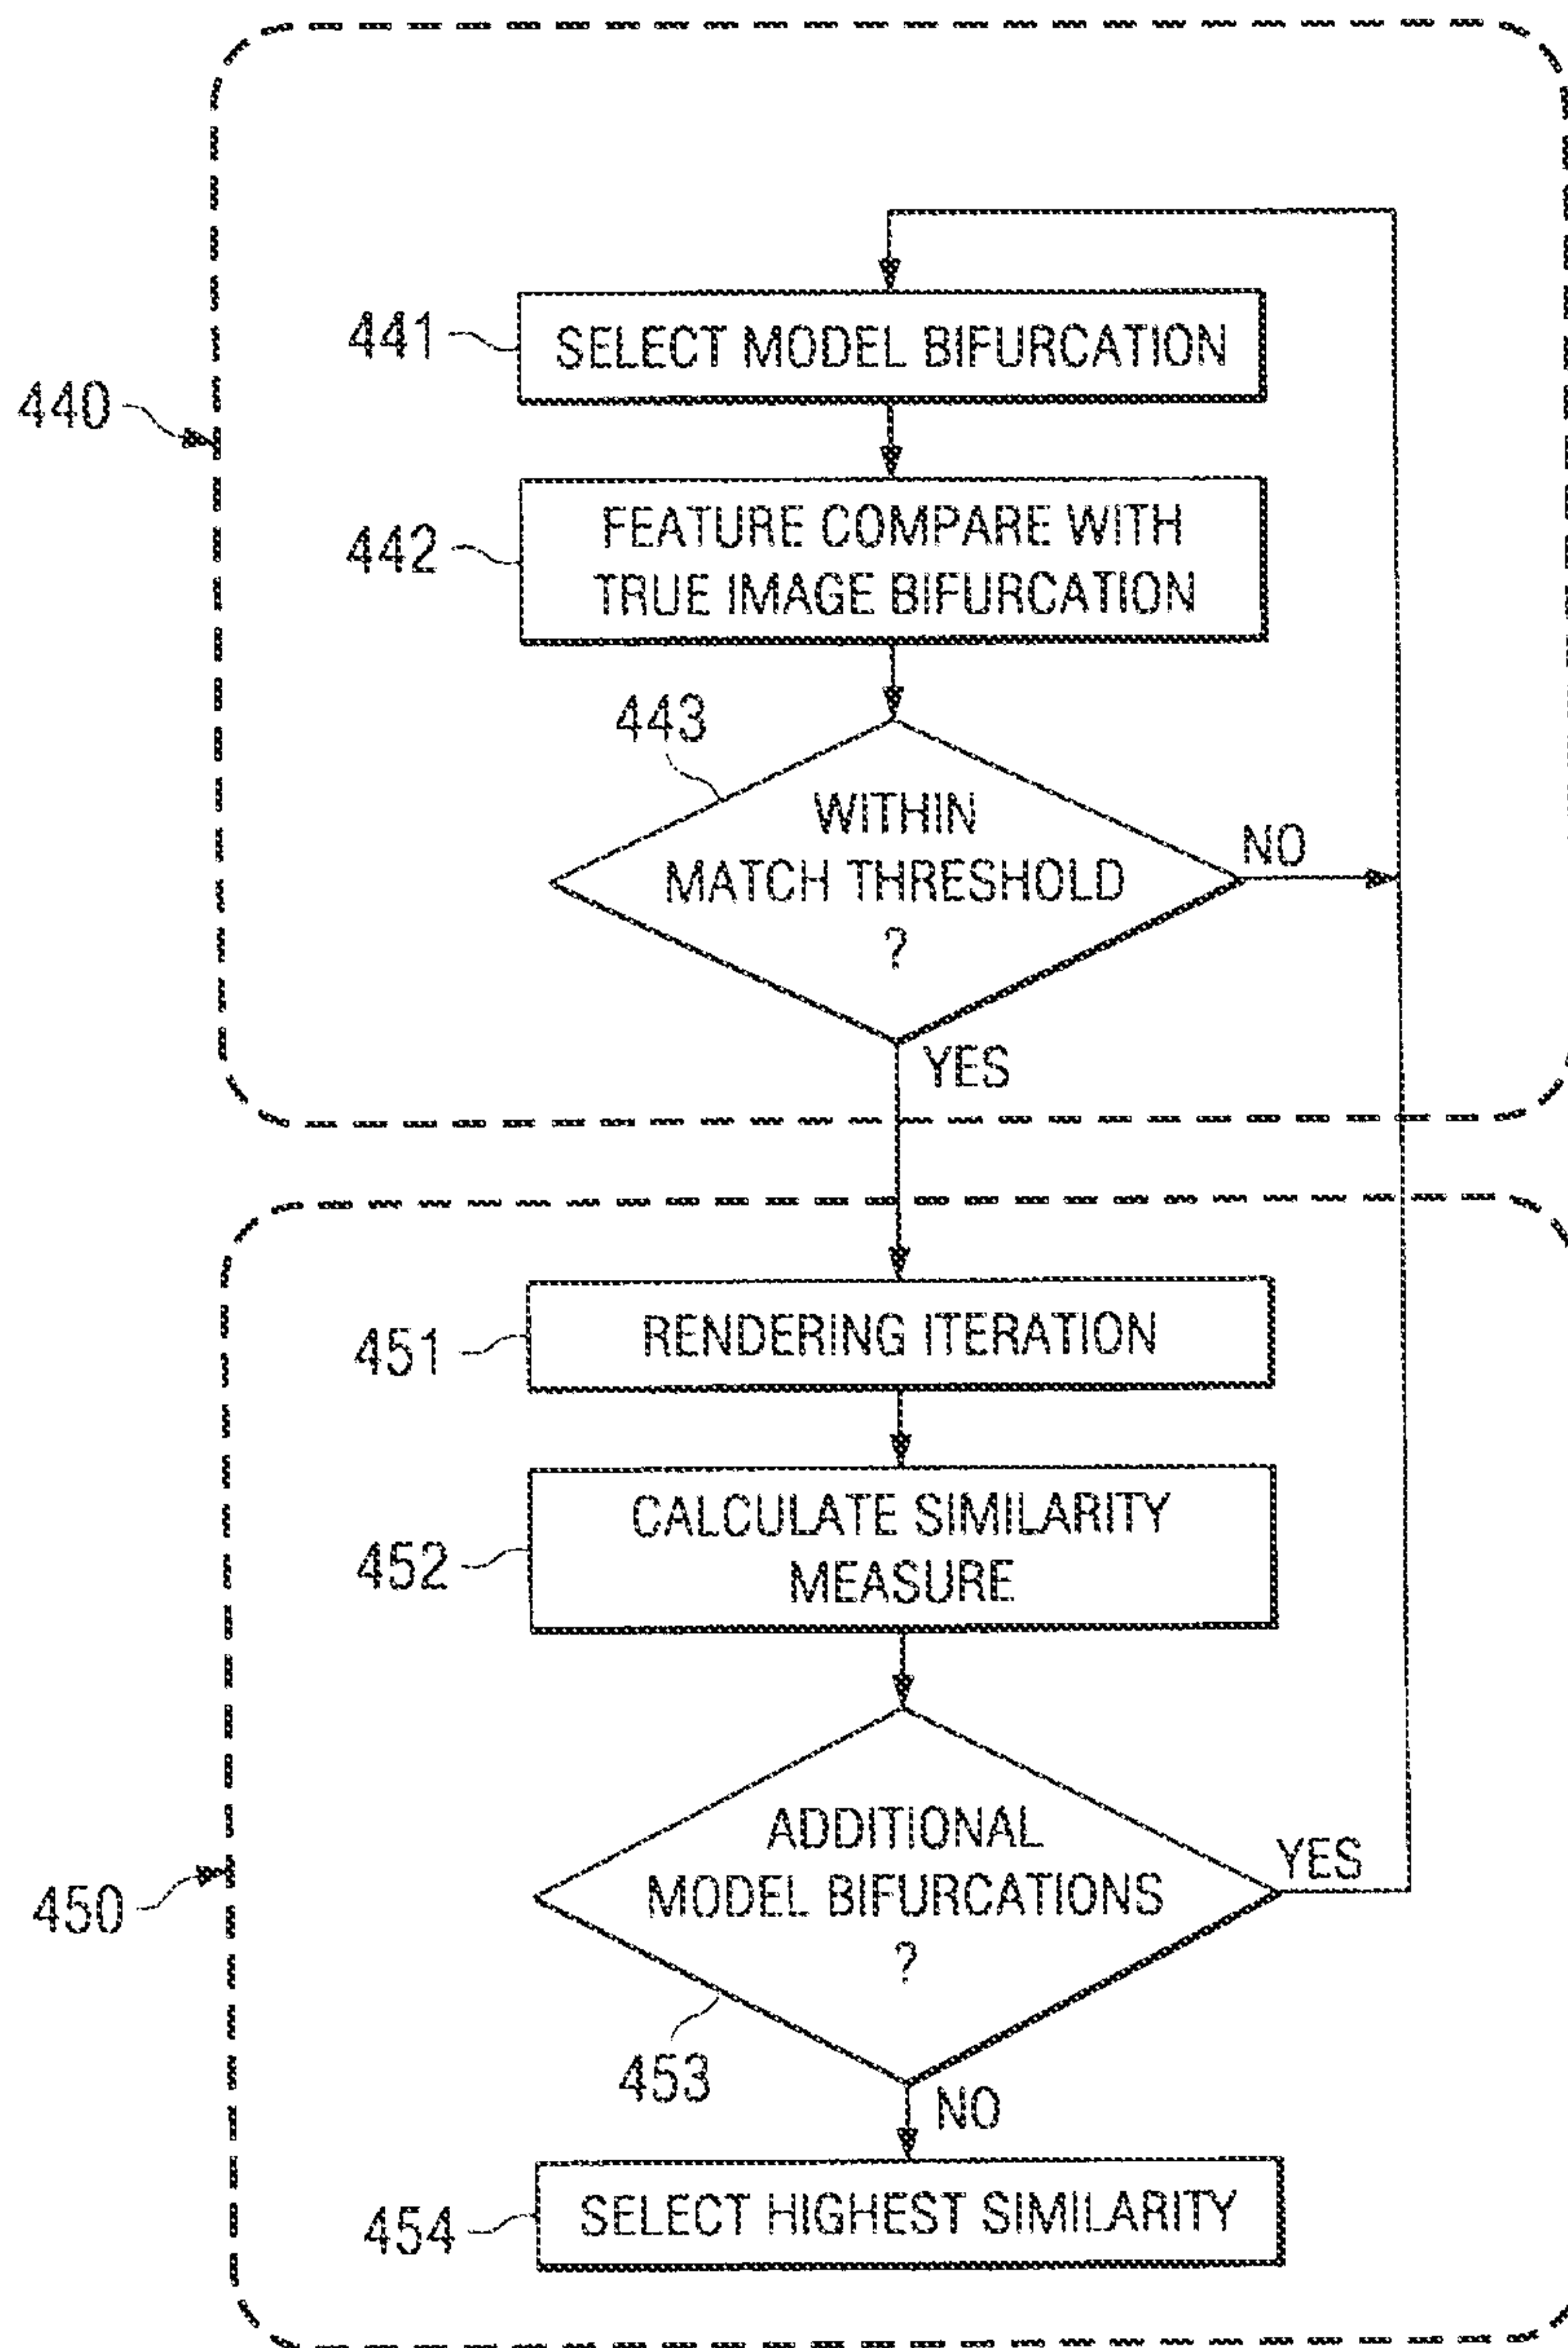 441
SELECT MODEL BIFURCATION
440
442
FEATURE COMPARE WITH
TRUE IMAGE BIFURCATION
443
WITHIN
MATCH THRESHOLD
?
NO
YES
451
RENDERING ITERATION
452
CALCULATE SIMILARITY
MEASURE
ADDITIONAL
MODEL BIFURCATIONS
?
YES
450
453
NO
454
SELECT HIGHEST SIMILARITY